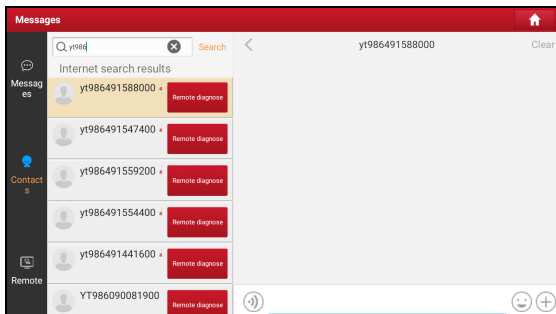 Messages
yt986
Search
yt986491588000
Clear
Internet search results
Messag
es
Contact
s
Remote
yt986491588000
Remote diagnose
yt986491547400
Remote diagnose
yt986491559200
Remote diagnose
yt986491554400
Remote diagnose
yt986491441600
Remote diagnose
YT986090081900
Remote diagnose